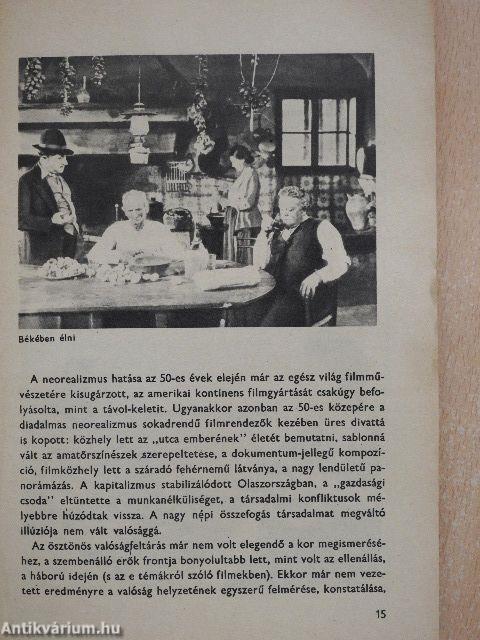 Békében élni
A neorealizmus hatása az 50-es évek elején már az egész világ filmmű-
vészetére kisugárzott, az amerikai kontinens filmgyártását csakúgy befo-
lyásolta, mint a távol-keletit. Ugyanakkor azonban az 50-es közepére a
diadalmas neorealizmus sokadrendű filmrendezők kezében üres divattá
is kopott: közhely lett az „utca emberének" életét bemutatni, sablonná
vált az amatőrszínészek szerepeltetése, a dokumentum-jellegű kompozí-
ció, filmközhely lett a száradó fehérnemű látványa, a nagy lendületű pa-
norámázás. A kapitalizmus stabilizálódott Olaszországban, a „gazdasági
csoda" eltüntette a munkanélküliséget, a társadalmi konfliktusok mé-
lyebbre húzódtak vissza. A nagy népi összefogás társadalmat megváltó
illúziója nem vált valósággá.
Az ösztönös valóságfeltárás már nem volt elegendő a kor megismerésé-
hez, a szembenálló erők frontja bonyolultabb lett, mint volt az ellenállás,
a háború idején (s az e témákról szóló filmekben). Ekkor már nem veze-
tett eredményre a valóság helyzetének egyszerű felmérése, konstatálása,
15
Antikvárium.hu